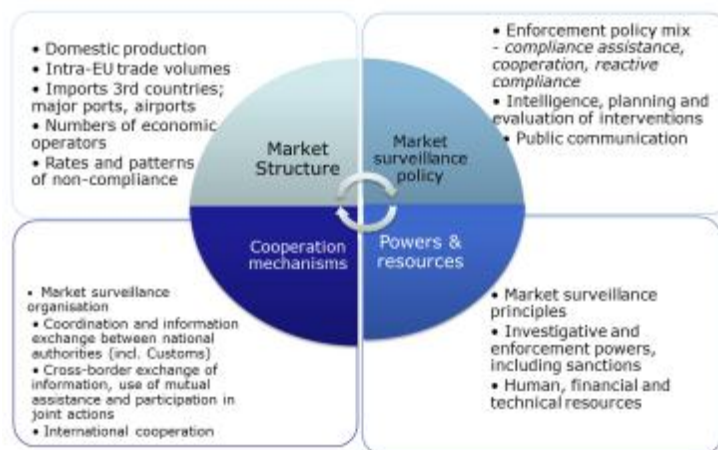 • Domestic production
• Intra-EU trade volumes
• Imports 3rd countries;
major ports, airports
• Numbers of economic
operators
• Rates and patterns
of non-compliance
Market
Structure
• Enforcement policy mix
- compliance assistance,
cooperation, reactive
compliance
• Intelligence, planning and
evaluation of interventions
• Public communication
Market
surveillance
policy
Cooperation
mechanisms
• Market surveillance
organisation
• Coordination and information
exchange between national
authorities (incl. Customs)
• Cross-border exchange of
information, use of mutual
assistance and participation in
joint actions
• International cooperation
Powers &
resources
• Market surveillance
principles
• Investigative and
enforcement powers,
including sanctions
• Human, financial and
technical resources